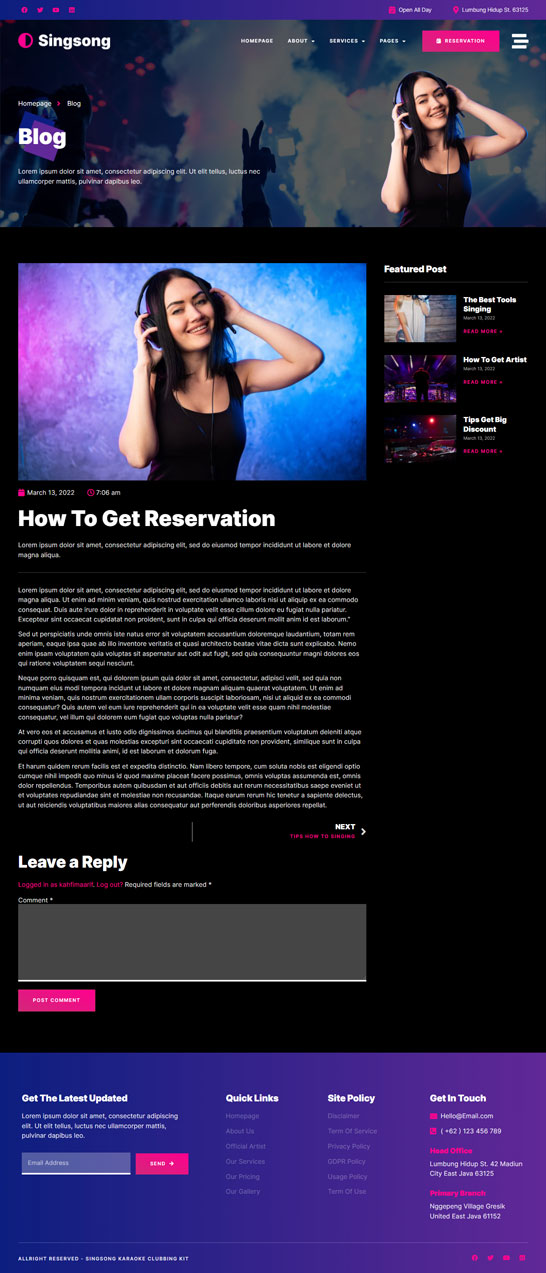 Open All Day
Lumbung Hidup St. 63125
Singsong
HOMEPAGE
ABOUT
SERVICES
PAGES
RESERVATION
Homepage
Blog
Blog
Lorem ipsum dolor sit amet, consectetur adipiscing elit. Ut elit tellus, luctus nec
ullamcorper mattis, pulvinar dapibus leo.
March 13, 2022
7:06 am
How To Get Reservation
Lorem ipsum dolor sit amet, consectetur adipiscing elit, sed do eiusmod tempor incididunt ut labore et dolore
magna aliqua.
Lorem ipsum dolor sit amet, consectetur adipiscing elit, sed do eiusmod tempor incididunt ut labore et dolore
magna aliqua. Ut enim ad minim veniam, quis nostrud exercitation ullamco laboris nisi ut aliquip ex ea commodo
consequat. Duis aute irure dolor in reprehenderit in voluptate velit esse cillum dolore eu fugiat nulla pariatur.
Excepteur sint occaecat cupidatat non proident, sunt in culpa qui officia deserunt mollit anim id est laborum."
Sed ut perspiciatis unde omnis iste natus error sit voluptatem accusantium doloremque laudantium, totam rem
aperiam, eaque ipsa quae ab illo inventore veritatis et quasi architecto beatae vitae dicta sunt explicabo. Nemo
enim ipsam voluptatem quia voluptas sit aspernatur aut odit aut fugit, sed quia consequuntur magni dolores eos
qui ratione voluptatem sequi nesciunt.
Neque porro quisquam est, qui dolorem ipsum quia dolor sit amet, consectetur, adipisci velit, sed quia non
numquam eius modi tempora incidunt ut labore et dolore magnam aliquam quaerat voluptatem. Ut enim ad
minima veniam, quis nostrum exercitationem ullam corporis suscipit laboriosam, nisi ut aliquid ex ea commodi
consequatur? Quis autem vel eum iure reprehenderit qui in ea voluptate velit esse quam nihil molestiae
consequatur, vel illum qui dolorem eum fugiat quo voluptas nulla pariatur?
At vero eos et accusamus et iusto odio dignissimos ducimus qui blanditiis praesentium voluptatum deleniti atque
corrupti quos dolores et quas molestias excepturi sint occaecati cupiditate non provident, similique sunt in culpa
qui officia deserunt mollitia animi, id est laborum et dolorum fuga.
Et harum quidem rerum facilis est et expedita distinctio. Nam libero tempore, cum soluta nobis est eligendi optio
cumque nihil impedit quo minus id quod maxime placeat facere possimus, omnis voluptas assumenda est, omnis
dolor repellendus. Temporibus autem quibusdam et aut officiis debitis aut rerum necessitatibus saepe eveniet ut
et voluptates repudiandae sint et molestiae non recusandae. Itaque earum rerum hic tenetur a sapiente delectus,
ut aut reiciendis voluptatibus maiores alias consequatur aut perferendis doloribus asperiores repellat.
NEXT
TIPS HOW TO SINGING
Leave a Reply
Logged in as kahfimaarif. Log out? Required fields are marked *
Comment *
POST COMMENT
Featured Post
The Best Tools
Singing
March 13, 2022
READ MORE »
How To Get Artist
March 13, 2022
READ MORE »
Tips Get Big
Discount
March 13, 2022
READ MORE »
Get The Latest Updated
Lorem ipsum dolor sit amet, consectetur adipiscing
elit. Ut elit tellus, luctus nec ullamcorper mattis,
pulvinar dapibus leo.
Email Address
SEND
Quick Links
Homepage
About Us
Official Artist
Our Services
Our Pricing
Our Gallery
Site Policy
Disclaimer
Term Of Service
Privacy Policy
GDPR Policy
Usage Policy
Term Of Use
Get In Touch
Hello@Email.com
( +62 ) 123 456 789
Head Office
Lumbung Hidup St. 42 Madiun
City East Java 63125
Primary Branch
Nggepeng Village Gresik
United East Java 61152
ALLRIGHT RESERVED - SINGSONG KARAOKE CLUBBING KIT